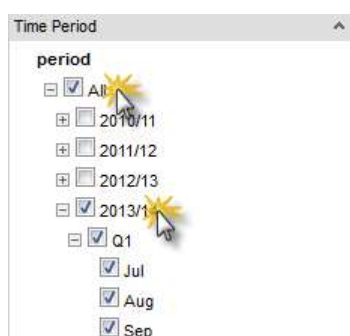 Time Period
period
All
2010/11
2011/12
2012/13
2013/1
Q1
Jul
Aug
Sep